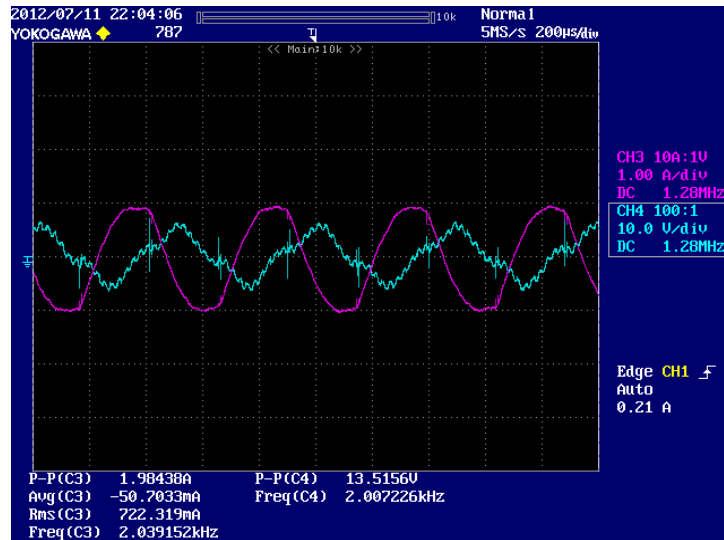 2012/07/11 22:04:06 10k Normal
YOKOGAWA 787 5MS/s 200µs/div
<< Main:10k >>
CH3 10A:1V
1.00 A/div
DC 1.28MHz
CH4 100:1
10.0 V/div
DC 1.28MHz
Edge CH1
Auto
0.21 A
P-P(C3) 1.98438A P-P(C4) 13.5156V
Avg(C3) -50.7033mA Freq(C4) 2.007226kHz
Rms(C3) 722.319mA
Freq(C3) 2.039152kHz